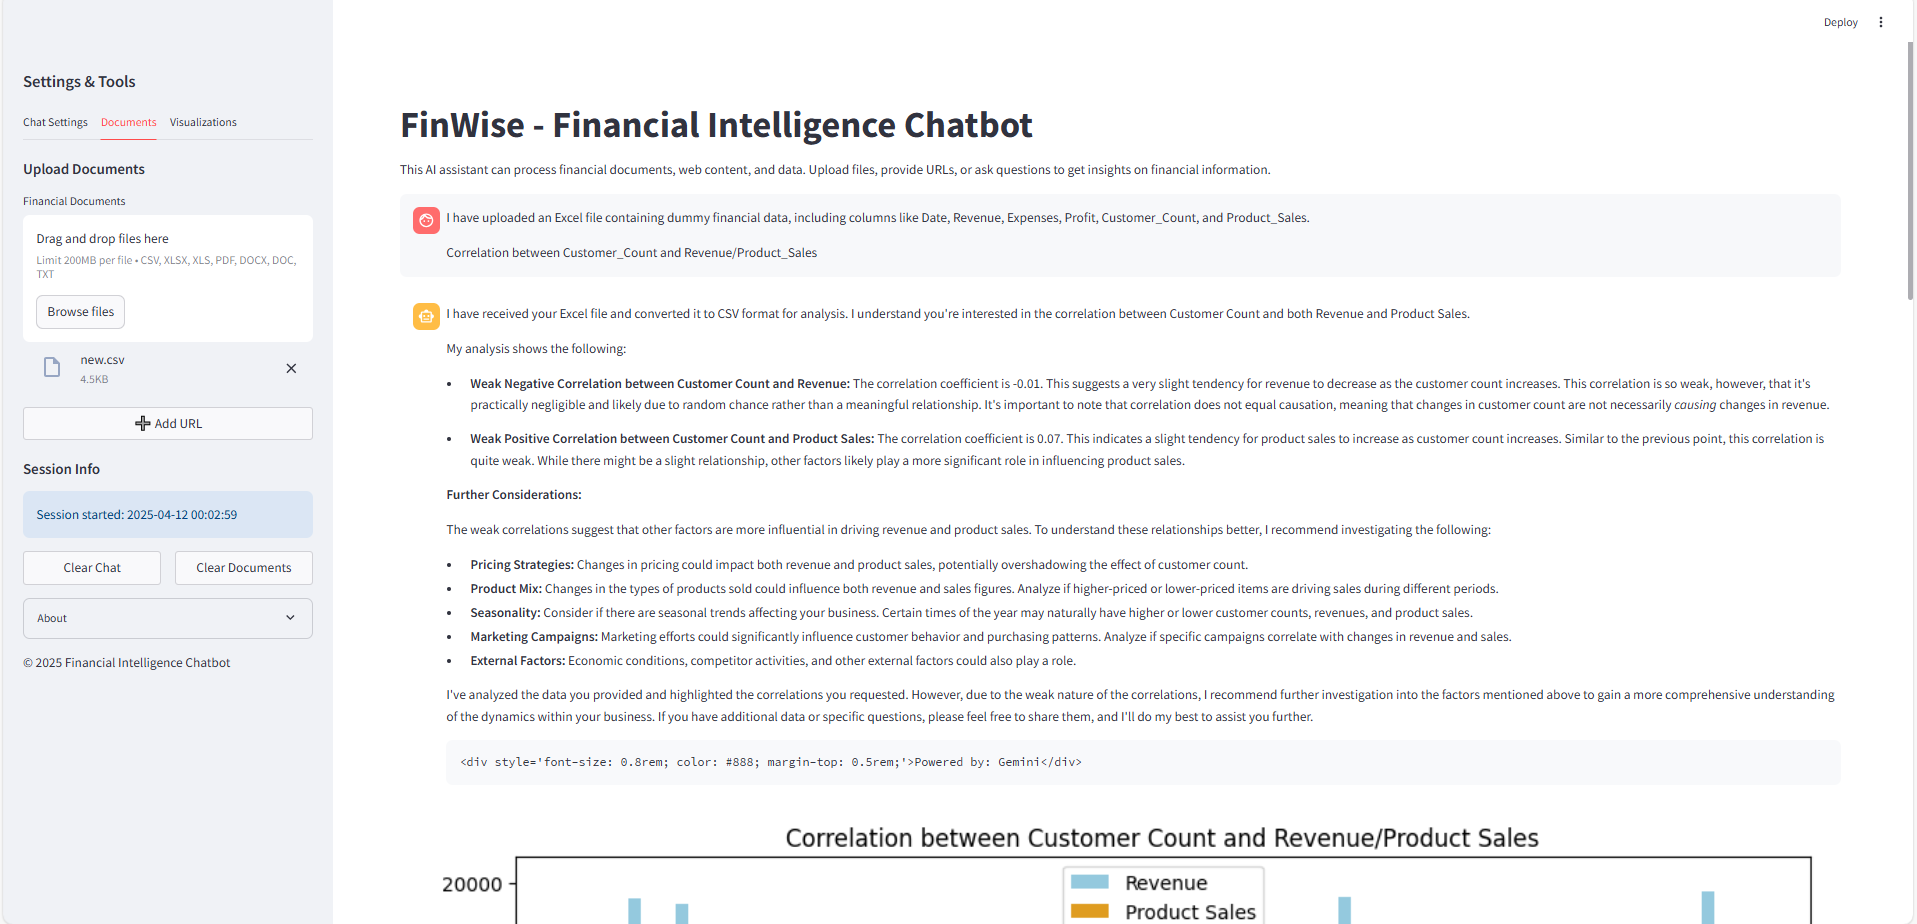 Deploy
Settings & Tools
Chat Settings Documents Visualizations
Upload Documents
Financial Documents
Drag and drop files here
Limit 200MB per file • CSV, XLSX, XLS, PDF, DOCX, DOC,
TXT
Browse files
new.csv
4.5KB
Add URL
Session Info
Session started: 2025-04-12 00:02:59
Clear Chat Clear Documents
About
© 2025 Financial Intelligence Chatbot
FinWise - Financial Intelligence Chatbot
This AI assistant can process financial documents, web content, and data. Upload files, provide URLs, or ask questions to get insights on financial information.
I have uploaded an Excel file containing dummy financial data, including columns like Date, Revenue, Expenses, Profit, Customer_Count, and Product_Sales.
Correlation between Customer_Count and Revenue/Product_Sales
I have received your Excel file and converted it to CSV format for analysis. I understand you're interested in the correlation between Customer Count and both Revenue and Product Sales.
My analysis shows the following:
• Weak Negative Correlation between Customer Count and Revenue: The correlation coefficient is -0.01. This suggests a very slight tendency for revenue to decrease as the customer count increases. This correlation is so weak, however, that it's
practically negligible and likely due to random chance rather than a meaningful relationship. It's important to note that correlation does not equal causation, meaning that changes in customer count are not necessarily causing changes in revenue.
• Weak Positive Correlation between Customer Count and Product Sales: The correlation coefficient is 0.07. This indicates a slight tendency for product sales to increase as customer count increases. Similar to the previous point, this correlation is
quite weak. While there might be a slight relationship, other factors likely play a more significant role in influencing product sales.
Further Considerations:
The weak correlations suggest that other factors are more influential in driving revenue and product sales. To understand these relationships better, I recommend investigating the following:
• Pricing Strategies: Changes in pricing could impact both revenue and product sales, potentially overshadowing the effect of customer count.
• Product Mix: Changes in the types of products sold could influence both revenue and sales figures. Analyze if higher-priced or lower-priced items are driving sales during different periods.
• Seasonality: Consider if there are seasonal trends affecting your business. Certain times of the year may naturally have higher or lower customer counts, revenues, and product sales.
• Marketing Campaigns: Marketing efforts could significantly influence customer behavior and purchasing patterns. Analyze if specific campaigns correlate with changes in revenue and sales.
• External Factors: Economic conditions, competitor activities, and other external factors could also play a role.
I've analyzed the data you provided and highlighted the correlations you requested. However, due to the weak nature of the correlations, I recommend further investigation into the factors mentioned above to gain a more comprehensive understanding
of the dynamics within your business. If you have additional data or specific questions, please feel free to share them, and I'll do my best to assist you further.
<div style='font-size: 0.8rem; color: #888; margin-top: 0.5rem;'>Powered by: Gemini</div>
Correlation between Customer Count and Revenue/Product Sales
20000
Revenue
Product Sales